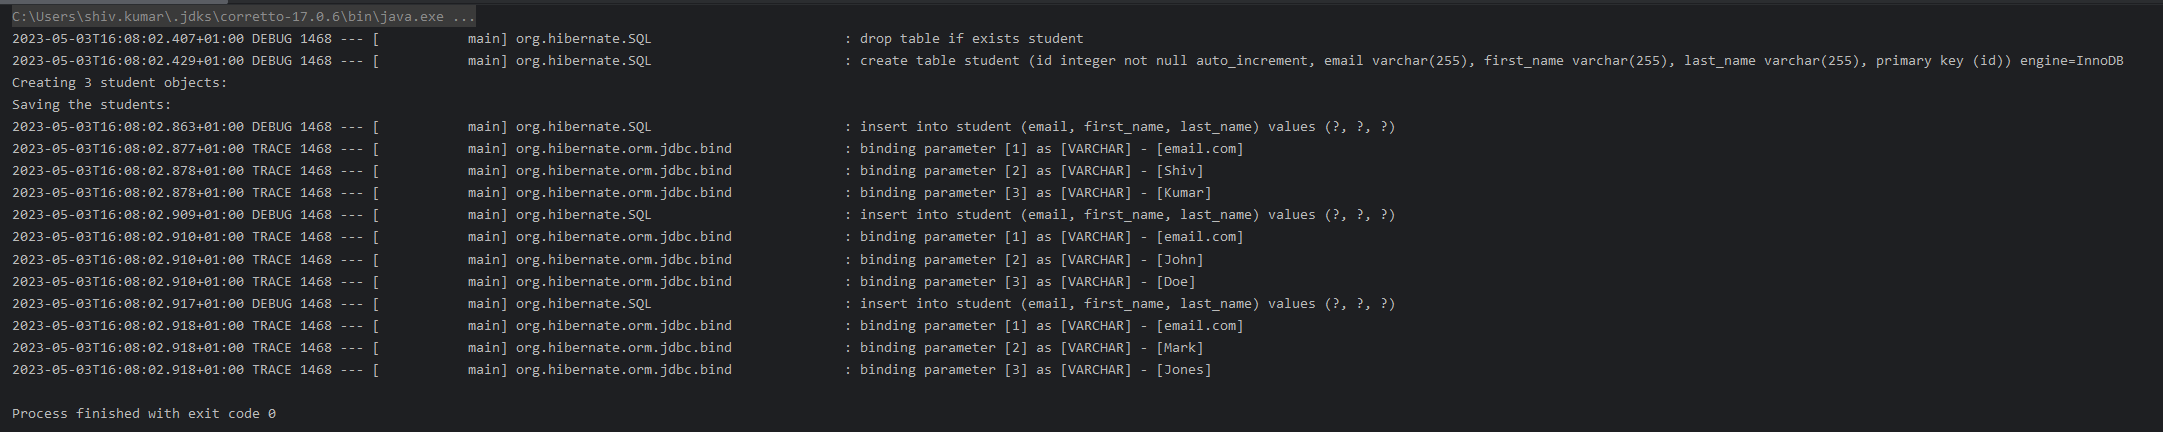 C:\Users\shiv.kumar\.jdks\corretto-17.0.6\bin\java.exe ...
2023-05-03T16:08:02.407+01:00 DEBUG 1468 --- [           main] org.hibernate.SQL                        : drop table if exists student
2023-05-03T16:08:02.429+01:00 DEBUG 1468 --- [           main] org.hibernate.SQL                        : create table student (id integer not null auto_increment, email varchar(255), first_name varchar(255), last_name varchar(255), primary key (id)) engine=InnoDB
Creating 3 student objects:
Saving the students:
2023-05-03T16:08:02.863+01:00 DEBUG 1468 --- [           main] org.hibernate.SQL                        : insert into student (email, first_name, last_name) values (?, ?, ?)
2023-05-03T16:08:02.877+01:00 TRACE 1468 --- [           main] org.hibernate.orm.jdbc.bind              : binding parameter [1] as [VARCHAR] - [email.com]
2023-05-03T16:08:02.878+01:00 TRACE 1468 --- [           main] org.hibernate.orm.jdbc.bind              : binding parameter [2] as [VARCHAR] - [Shiv]
2023-05-03T16:08:02.878+01:00 TRACE 1468 --- [           main] org.hibernate.orm.jdbc.bind              : binding parameter [3] as [VARCHAR] - [Kumar]
2023-05-03T16:08:02.909+01:00 DEBUG 1468 --- [           main] org.hibernate.SQL                        : insert into student (email, first_name, last_name) values (?, ?, ?)
2023-05-03T16:08:02.910+01:00 TRACE 1468 --- [           main] org.hibernate.orm.jdbc.bind              : binding parameter [1] as [VARCHAR] - [email.com]
2023-05-03T16:08:02.910+01:00 TRACE 1468 --- [           main] org.hibernate.orm.jdbc.bind              : binding parameter [2] as [VARCHAR] - [John]
2023-05-03T16:08:02.910+01:00 TRACE 1468 --- [           main] org.hibernate.orm.jdbc.bind              : binding parameter [3] as [VARCHAR] - [Doe]
2023-05-03T16:08:02.917+01:00 DEBUG 1468 --- [           main] org.hibernate.SQL                        : insert into student (email, first_name, last_name) values (?, ?, ?)
2023-05-03T16:08:02.918+01:00 TRACE 1468 --- [           main] org.hibernate.orm.jdbc.bind              : binding parameter [1] as [VARCHAR] - [email.com]
2023-05-03T16:08:02.918+01:00 TRACE 1468 --- [           main] org.hibernate.orm.jdbc.bind              : binding parameter [2] as [VARCHAR] - [Mark]
2023-05-03T16:08:02.918+01:00 TRACE 1468 --- [           main] org.hibernate.orm.jdbc.bind              : binding parameter [3] as [VARCHAR] - [Jones]
Process finished with exit code 0